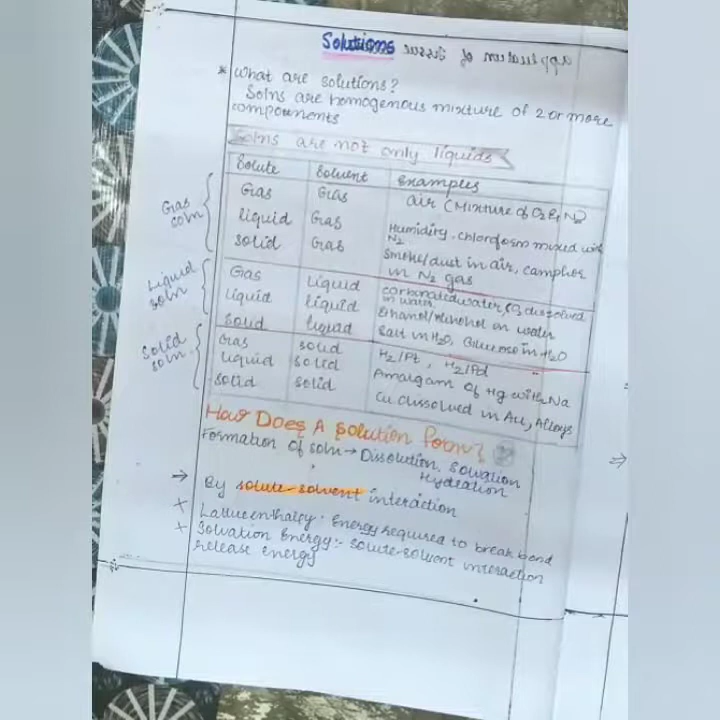 Solutions
* What are solutions?
Solns are homogenous mixture of 2 or more
components
Solns are not only liquids
Solute Solvent Examples
Gas soln
Gas Gas air (Mixture of O2 & N2)
liquid Gas Humidity, chloroform mixed with N2
solid Gas Smoke/dust in air, camphor in N2 gas
Liquid soln
Gas liquid carbonated water, CO2 dissolved in water
liquid liquid Ethanol/ in water
solid liquid Salt in H2O, Glucose in H2O
Solid soln
Gas solid H2/Pt, H2/Pd
liquid solid Amalgam of Hg with Na
solid solid Cu dissolved in Au, Alloys
How Does A Solution Form?
Formation of soln → Dissolution, Solvation
Hydration
→ By solute-solvent interaction
+ Lattice enthalpy: Energy required to break bond
+ Solvation Energy:- solute-solvent interaction
release energy